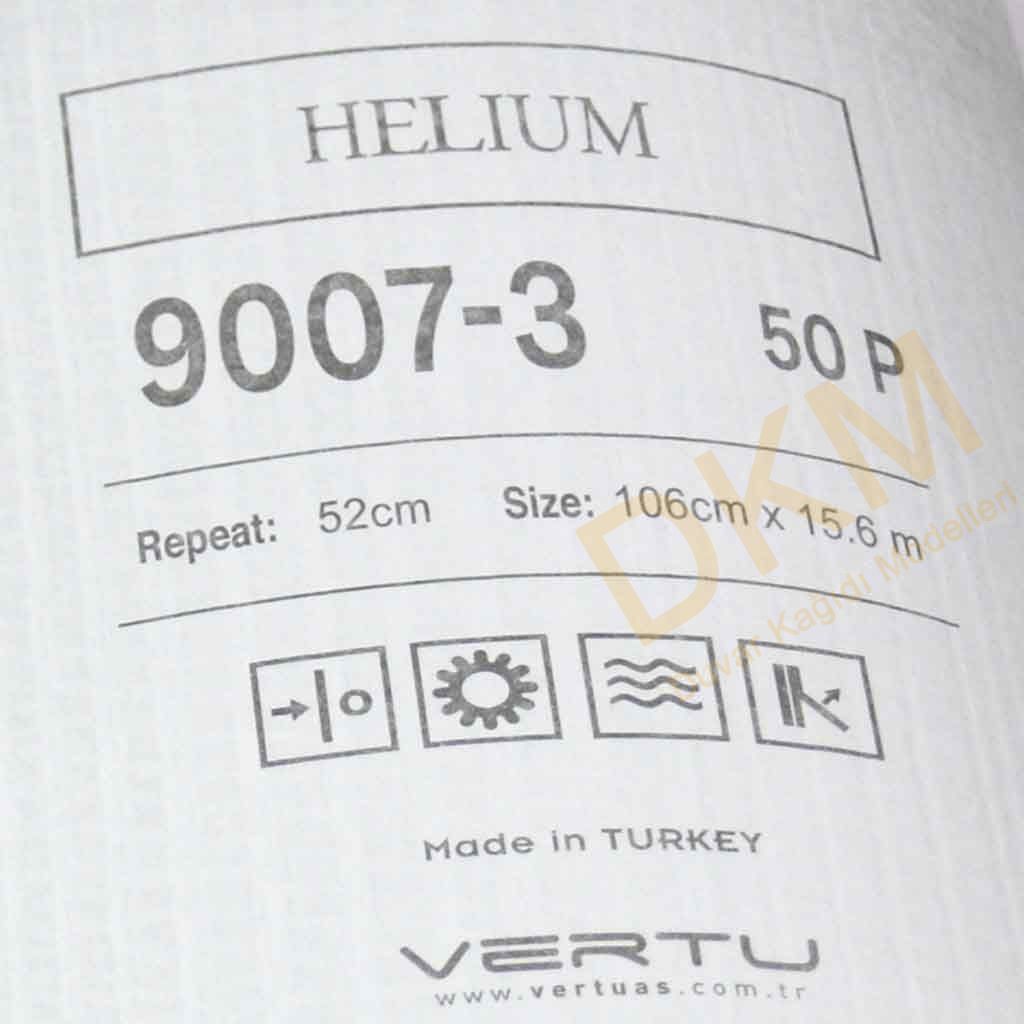 HELIUM
9007-3 50 P
Repeat: 52cm Size: 106cm x 15.6 m
Made in TURKEY
VERTU
www.vertuas.com.tr
DKM
Duvar Kağıdı Modelleri